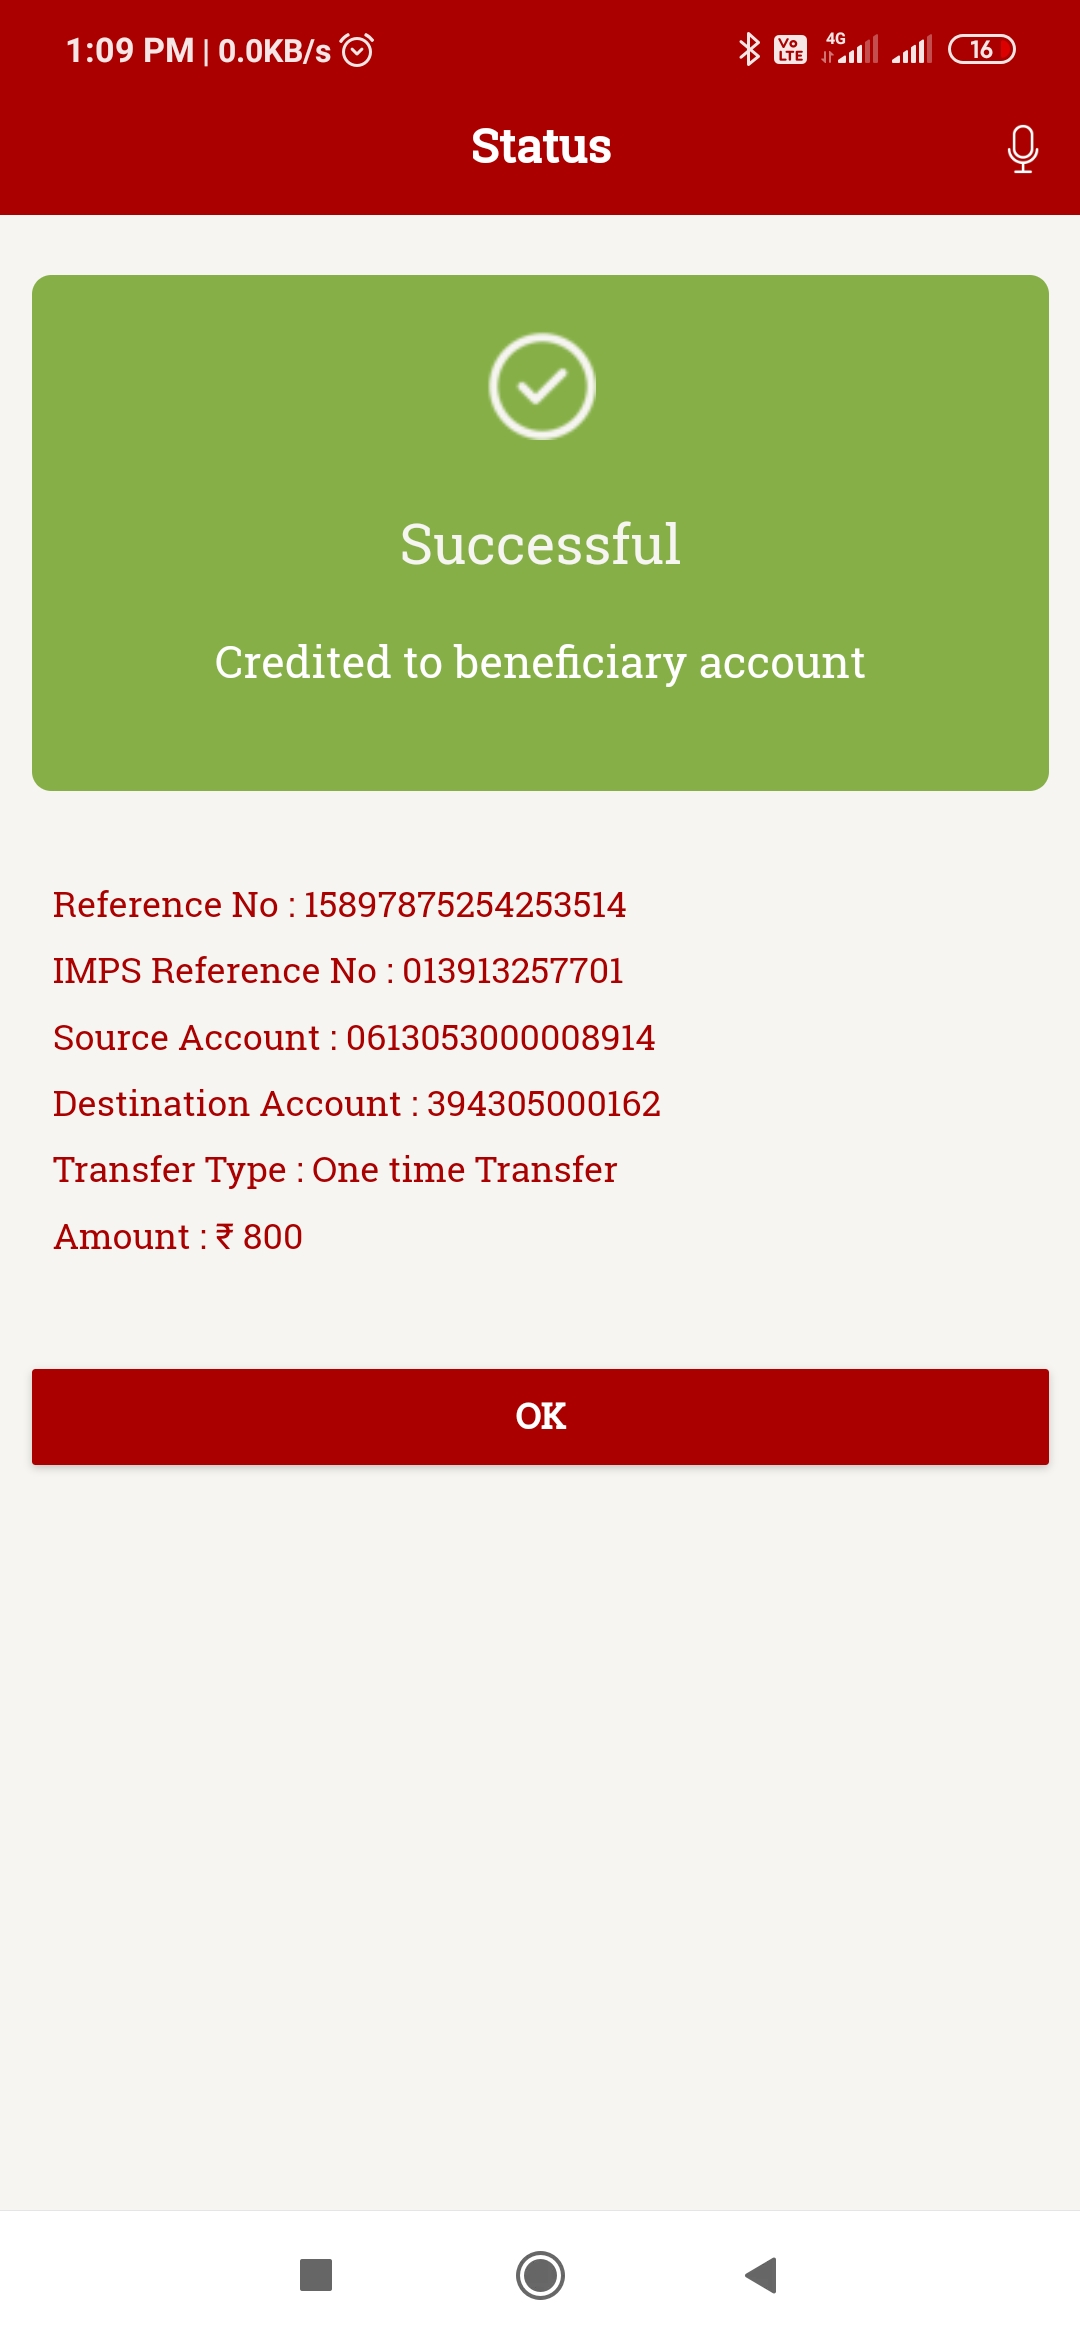 1:09 PM | 0.0KB/s
Vo LTE 4G 16
Status
Successful
Credited to beneficiary account
Reference No : 15897875254253514
IMPS Reference No : 013913257701
Source Account : 0613053000008914
Destination Account : 394305000162
Transfer Type : One time Transfer
Amount : ₹ 800
OK